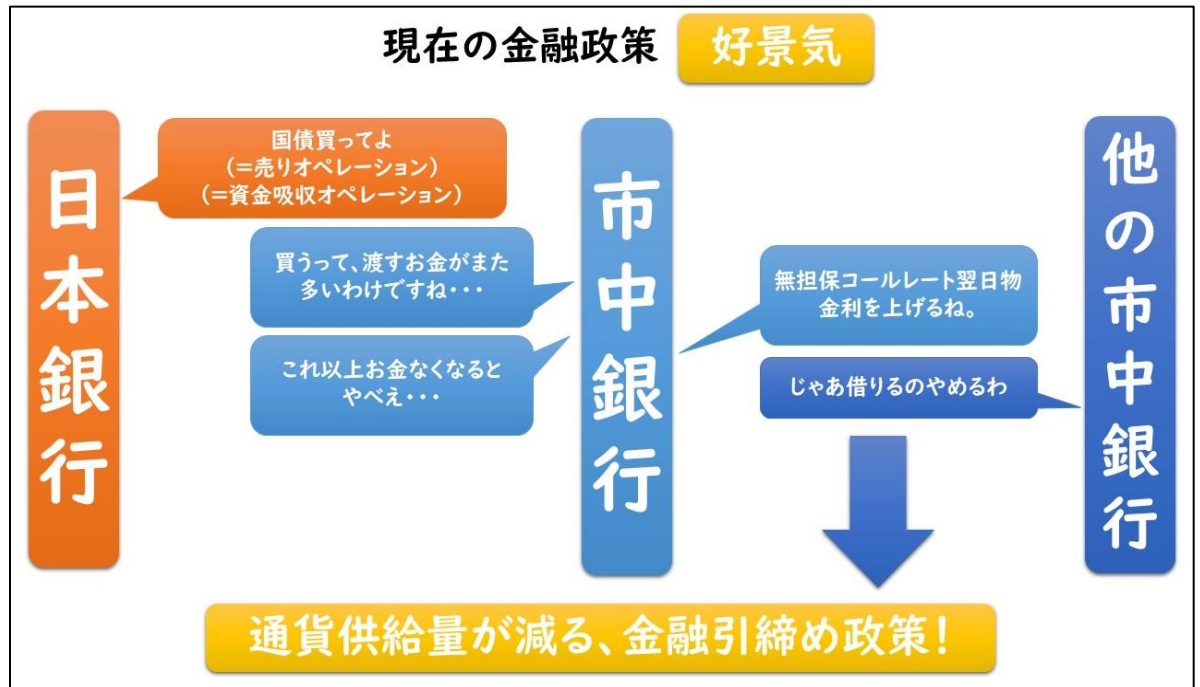 現在の金融政策 好景気
日本銀行
国債買ってよ
(=売りオペレーション)
(=資金吸収オペレーション)
買うって、渡すお金がまた
多いわけですね・・・
これ以上お金なくなると
やべえ・・・
市中銀行
無担保コールレート翌日物
金利を上げるね。
じゃあ借りるのやめるわ
他の市中銀行
通貨供給量が減る、金融引締め政策!